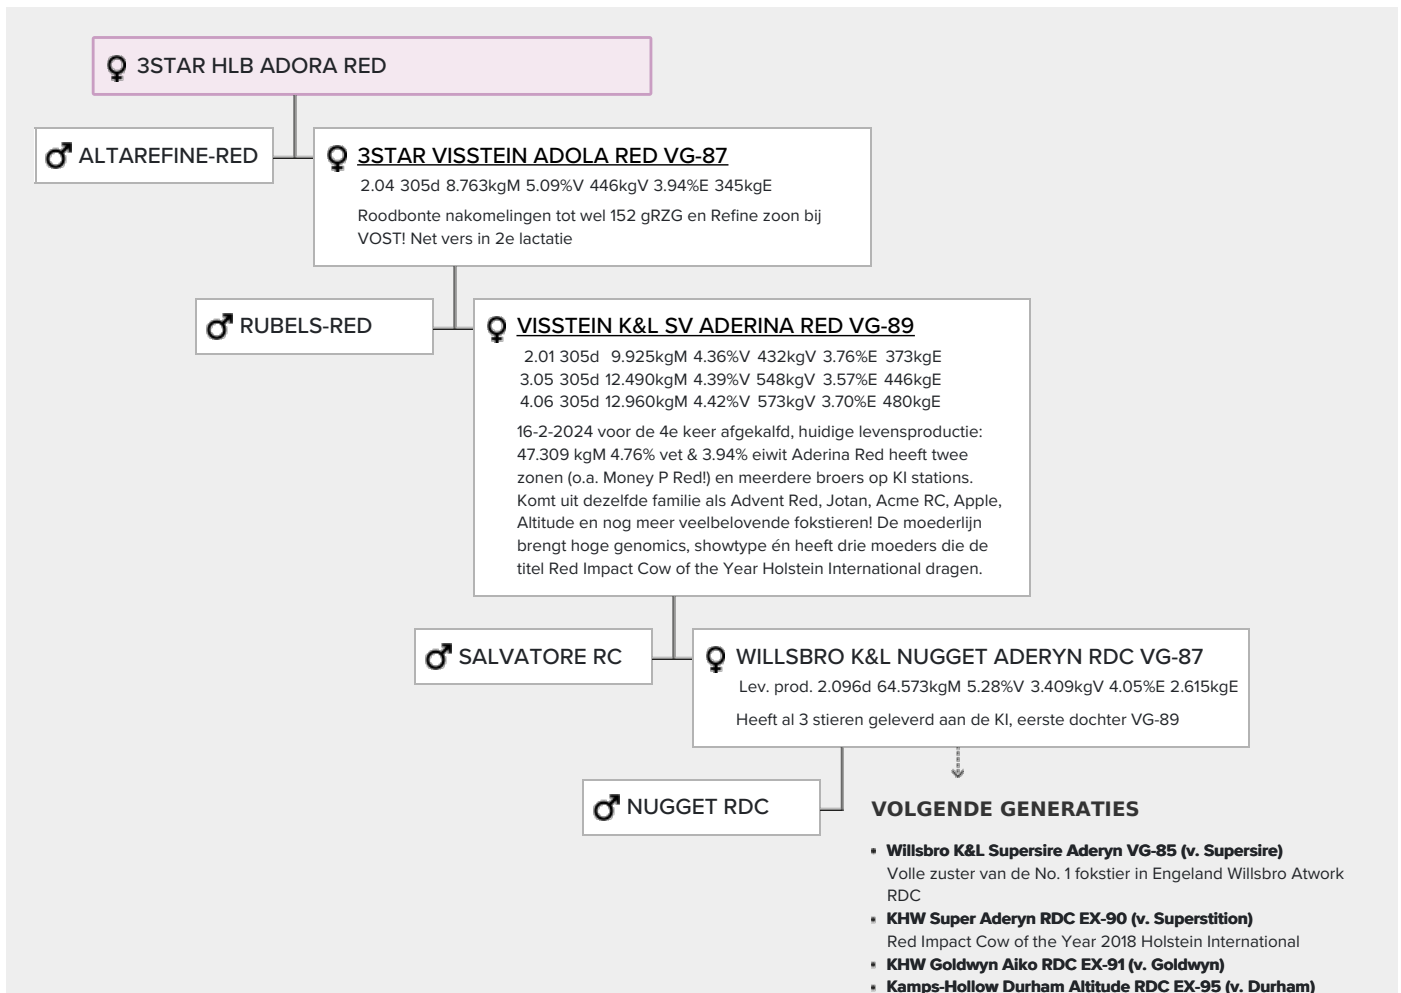 3STAR HLB ADORA RED
ALTAREFINE-RED
3STAR VISSTEIN ADOLA RED VG-87
2.04 305d 8.763kgM 5.09%V 446kgV 3.94%E 345kgE
Roodbonte nakomelingen tot wel 152 gRZG en Refine zoon bij
VOST! Net vers in 2e lactatie
RUBELS-RED
VISSTEIN K&L SV ADERINA RED VG-89
2.01 305d 9.925kgM 4.36%V 432kgV 3.76%E 373kgE
3.05 305d 12.490kgM 4.39%V 548kgV 3.57%E 446kgE
4.06 305d 12.960kgM 4.42%V 573kgV 3.70%E 480kgE
16-2-2024 voor de 4e keer afgekalfd, huidige levensproductie:
47.309 kgM 4.76% vet & 3.94% eiwit Aderina Red heeft twee
zonen (o.a. Money P Red!) en meerdere broers op KI stations.
Komt uit dezelfde familie als Advent Red, Jotan, Acme RC, Apple,
Altitude en nog meer veelbelovende fokstieren! De moederlijn
brengt hoge genomics, showtype én heeft drie moeders die de
titel Red Impact Cow of the Year Holstein International dragen.
SALVATORE RC
WILLSBRO K&L NUGGET ADERYN RDC VG-87
Lev. prod. 2.096d 64.573kgM 5.28%V 3.409kgV 4.05%E 2.615kgE
Heeft al 3 stieren geleverd aan de KI, eerste dochter VG-89
NUGGET RDC
VOLGENDE GENERATIES
Willsbro K&L Supersire Aderyn VG-85 (v. Supersire)
Volle zuster van de No. 1 fokstier in Engeland Willsbro Atwork
RDC
KHW Super Aderyn RDC EX-90 (v. Superstition)
Red Impact Cow of the Year 2018 Holstein International
KHW Goldwyn Aiko RDC EX-91 (v. Goldwyn)
Kamps-Hollow Durham Altitude RDC EX-95 (v. Durham)